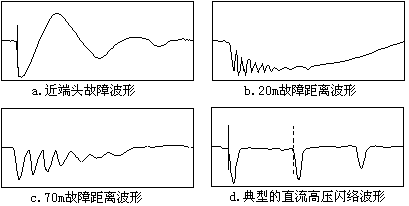 a.近端头故障波形
b.20m故障距离波形
c.70m故障距离波形
d.典型的直流高压闪络波形